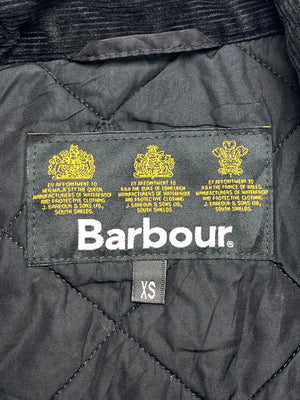 BY APPOINTMENT TO
HER MAJESTY THE QUEEN
MANUFACTURERS OF WATERPROOF
AND PROTECTIVE CLOTHING
J. BARBOUR & SONS LTD
SOUTH SHIELDS.
BY APPOINTMENT TO
H.R.H. THE DUKE OF EDINBURGH
MANUFACTURERS OF WATERPROOF
AND PROTECTIVE CLOTHING
J. BARBOUR & SONS LTD,
SOUTH SHIELDS.
BY APPOINTMENT TO
H.R.H. THE PRINCE OF WALES,
MANUFACTURERS OF WATERPROOF
AND PROTECTIVE CLOTHING
J. BARBOUR & SONS LTD
SOUTH SHIELDS.
Barbour®
XS